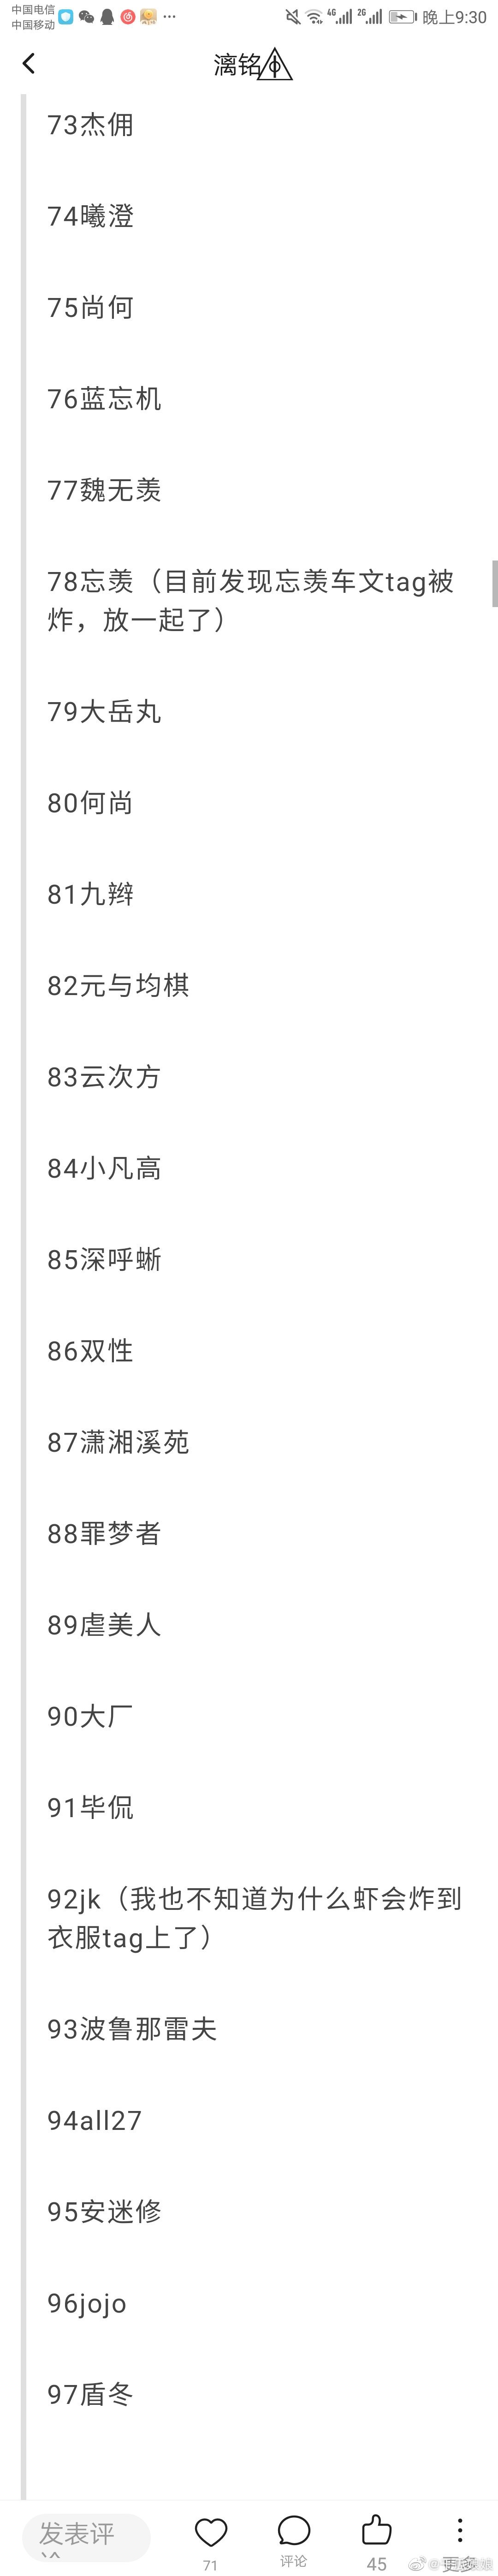 中国电信
中国移动
4G
2G
晚上9:30
漓铭
73杰佣
74曦澄
75尚何
76蓝忘机
77魏无羡
78忘羡（目前发现忘羡车文tag被
炸，放一起了）
79大岳丸
80何尚
81九辫
82元与均棋
83云次方
84小凡高
85深呼晰
86双性
87潇湘溪苑
88罪梦者
89虐美人
90大厂
91毕侃
92jk（我也不知道为什么虾会炸到
衣服tag上了）
93波鲁那雷夫
94all27
95安迷修
96jojo
97盾冬
发表评
71
评论
45
更多